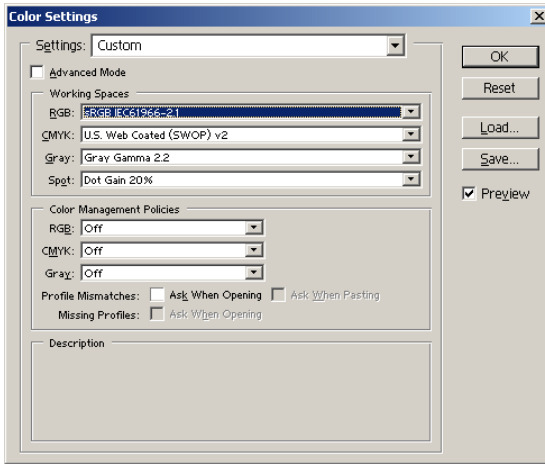 Color Settings
Settings: Custom
OK
Advanced Mode
Reset
Working Spaces
RGB: sRGB IEC61966-2.1
Load...
CMYK: U.S. Web Coated (SWOP) v2
Gray: Gray Gamma 2.2
Save...
Spot: Dot Gain 20%
Preview
Color Management Policies
RGB: Off
CMYK: Off
Gray: Off
Profile Mismatches: Ask When Opening Ask When Pasting
Missing Profiles: Ask When Opening
Description